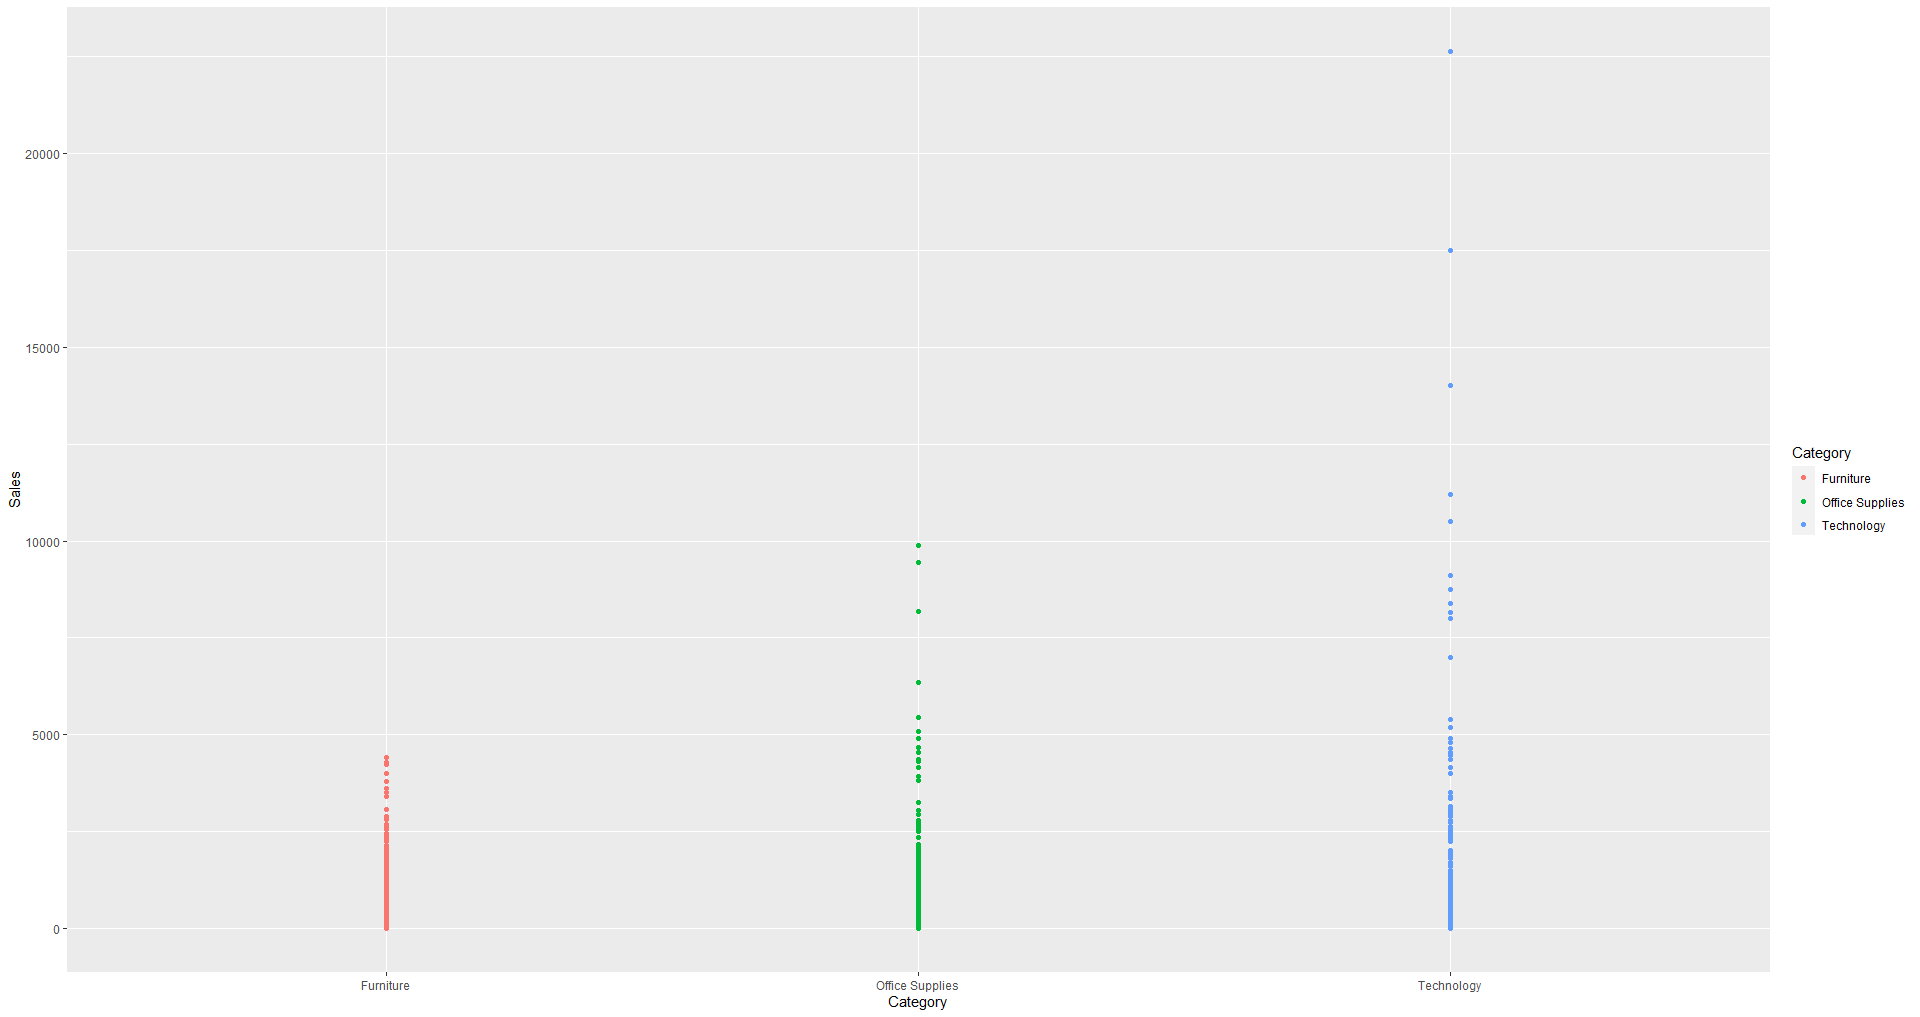 20000
15000
10000
5000
0
Sales
Furniture
Office Supplies
Technology
Category
Category
Furniture
Office Supplies
Technology